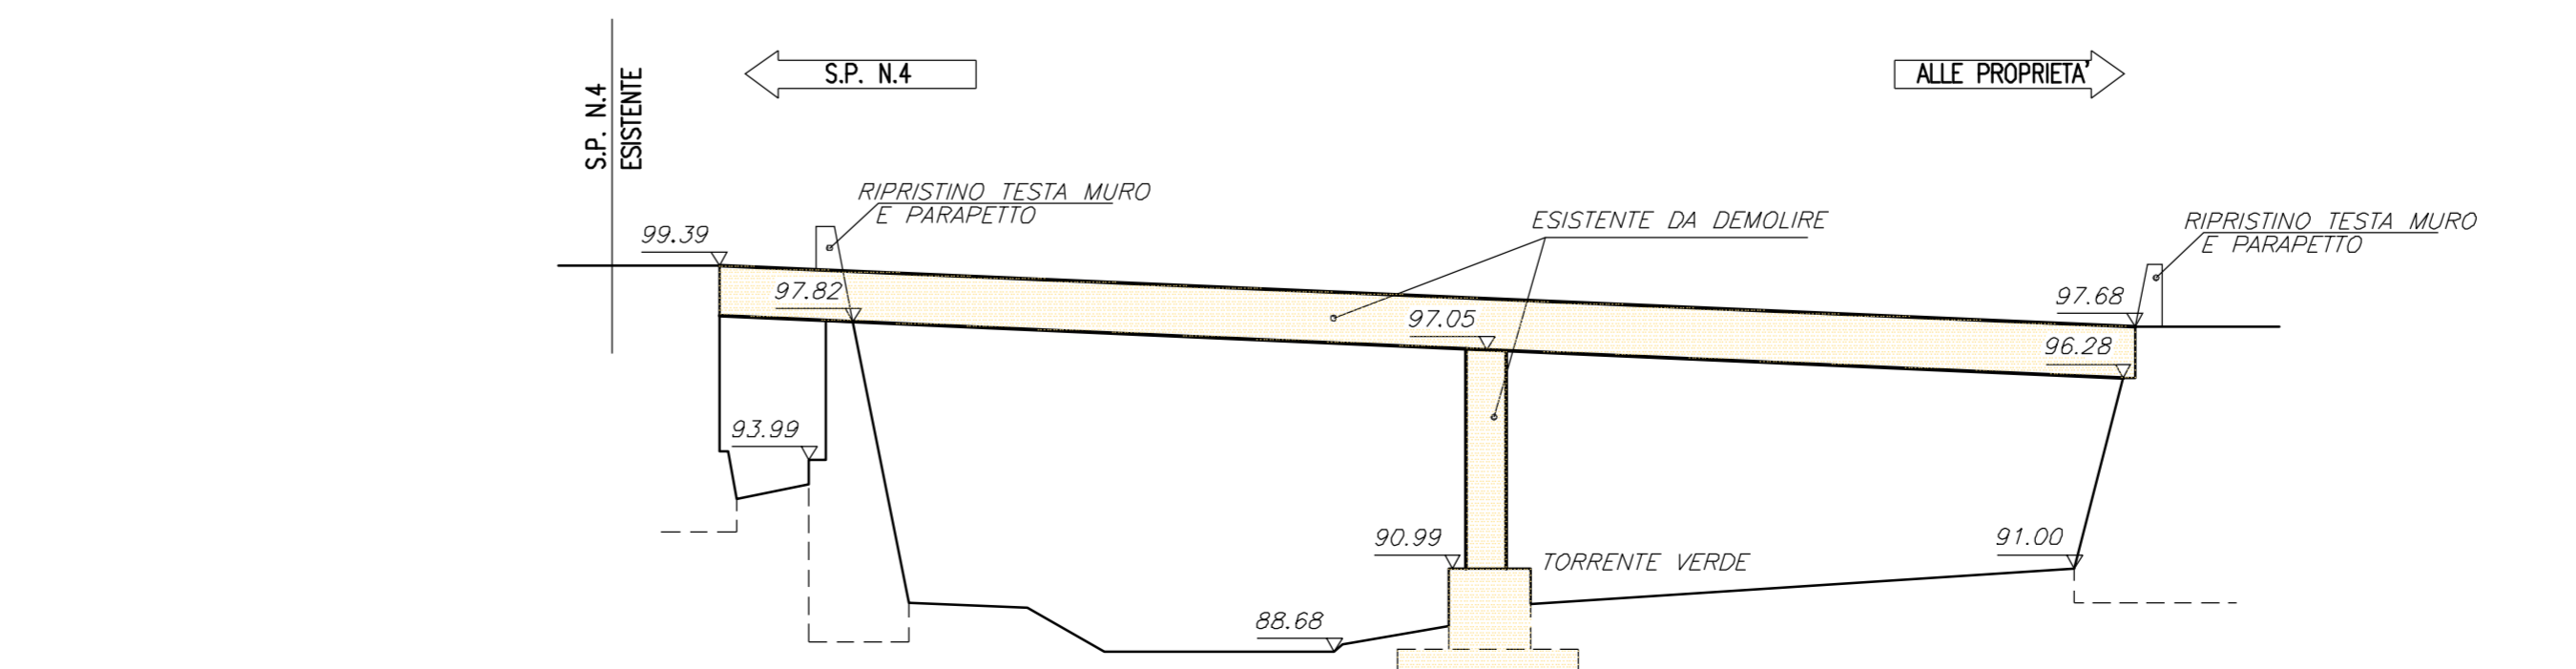 S.P. N.4
ESISTENTE
S.P. N.4
ALLE PROPRIETA'
RIPRISTINO TESTA MURO
E PARAPETTO
ESISTENTE DA DEMOLIRE
RIPRISTINO TESTA MURO
E PARAPETTO
99.39
97.82
97.05
97.68
96.28
93.99
90.99
TORRENTE VERDE
91.00
88.68